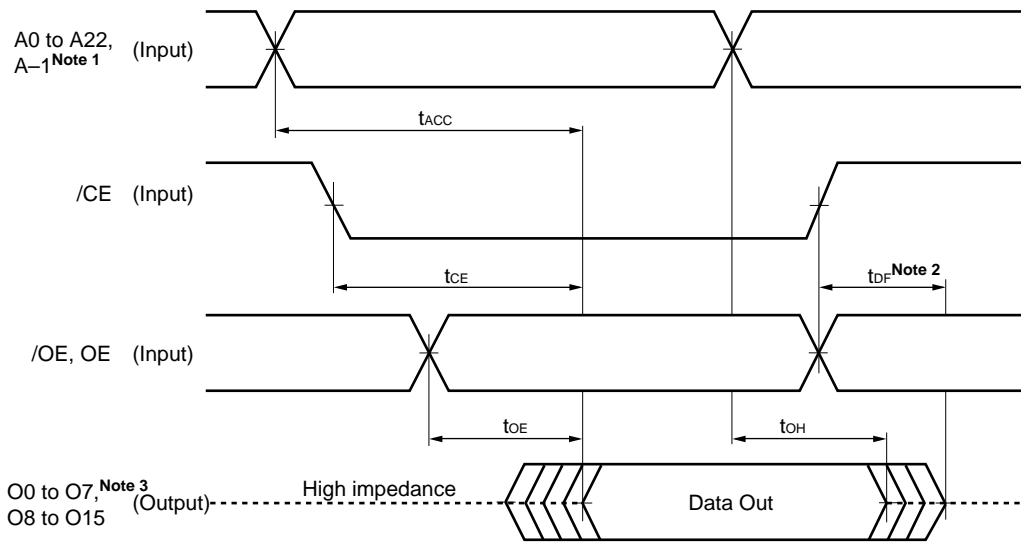 A0 to A22, (Input)
A–1Note 1
tACC
/CE (Input)
tCE
tDFNote 2
/OE, OE (Input)
tOE
tOH
O0 to O7,Note 3 (Output)
O8 to O15
High impedance
Data Out